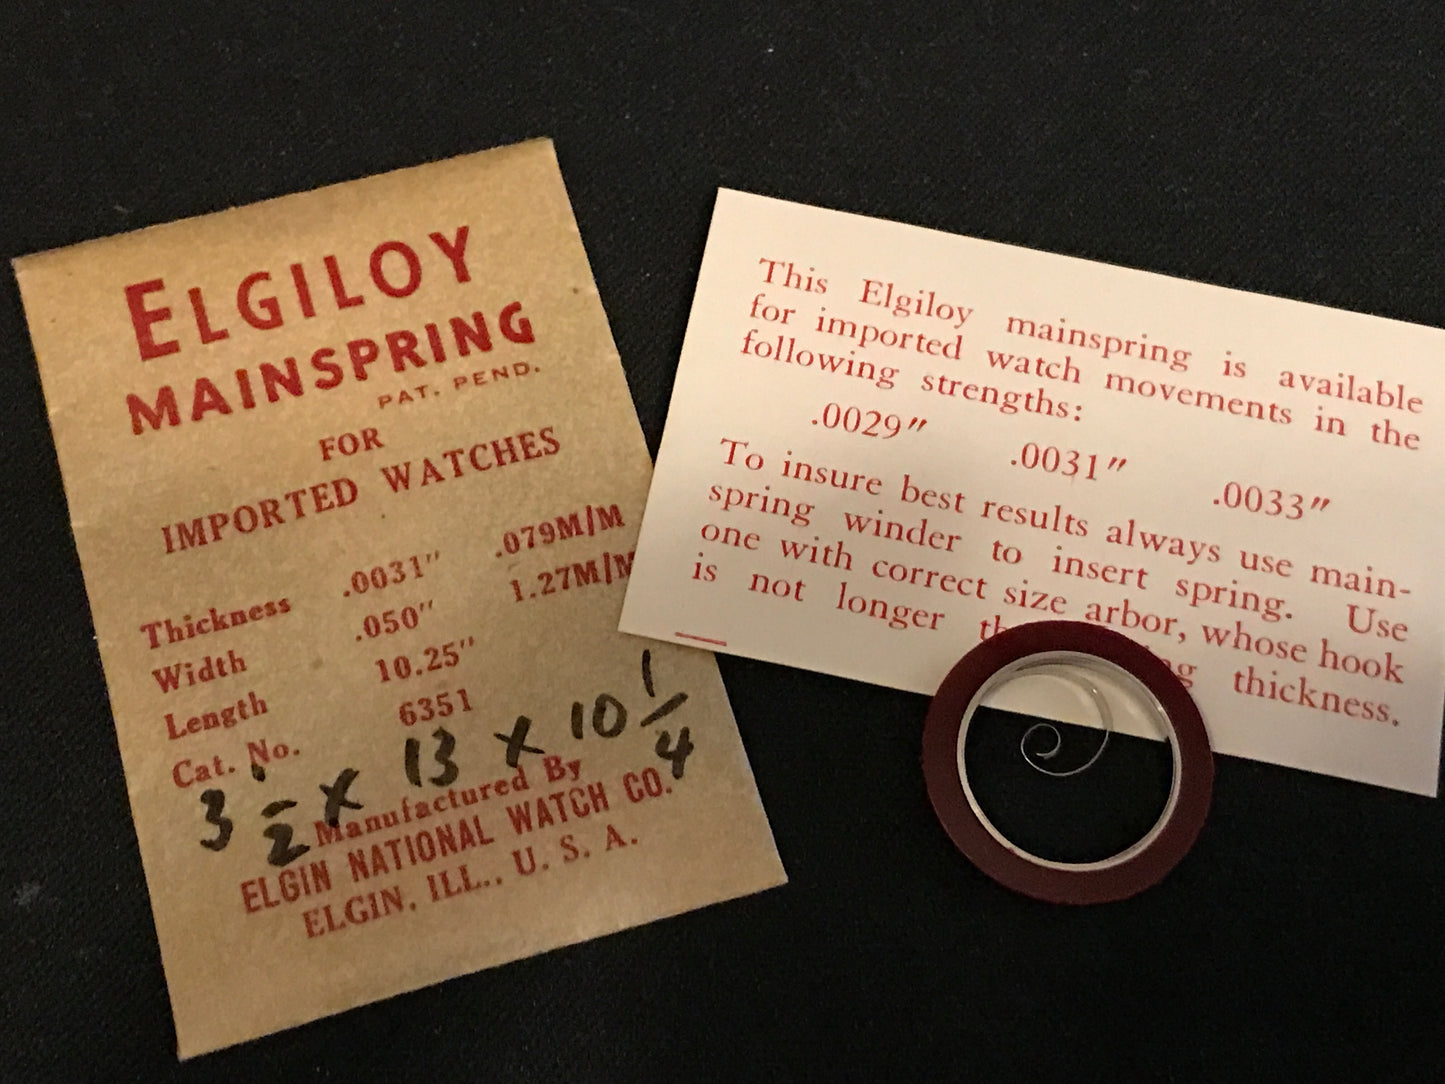 ELGILOY
MAINSPRING
PAT. PEND.
FOR
IMPORTED WATCHES
Thickness .0031" .079M/M
Width .050" 1.27M/M
Length 10.25"
Cat. No. 6351
3 1/2 x 13 x 10 1/4
Manufactured By
ELGIN NATIONAL WATCH CO.
ELGIN, ILL., U. S. A.
This Elgiloy mainspring is available
for imported watch movements in the
following strengths:
.0029" .0031" .0033"
To insure best results always use main-
spring winder to insert spring. Use
one with correct size arbor, whose hook
is not longer thickness.